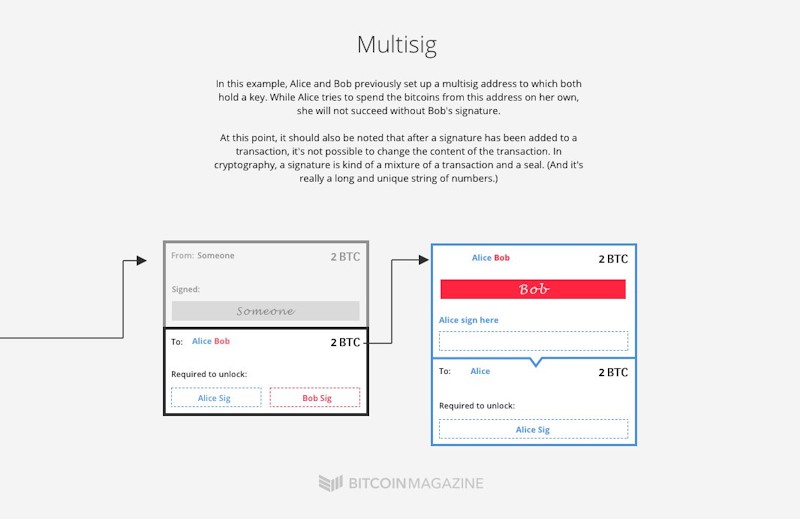 Multisig
In this example, Alice and Bob previously set up a multisig address to which both
hold a key. While Alice tries to spend the bitcoins from this address on her own,
she will not succeed without Bob's signature.
At this point, it should also be noted that after a signature has been added to a
transaction, it's not possible to change the content of the transaction. In
cryptography, a signature is kind of a mixture of a transaction and a seal. (And it's
really a long and unique string of numbers.)
From: Someone 2 BTC
Signed:
Someone
To: Alice Bob 2 BTC
Required to unlock:
Alice Sig Bob Sig
Alice Bob 2 BTC
Bob
Alice sign here
To: Alice 2 BTC
Required to unlock:
Alice Sig
BITCOINMAGAZINE